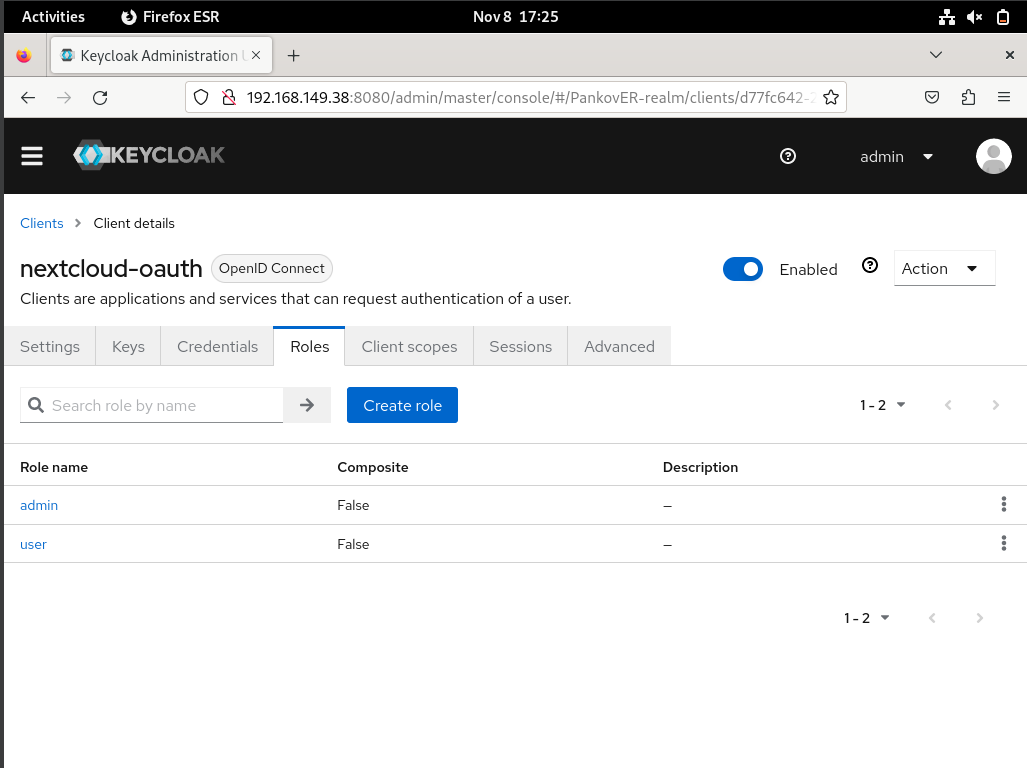 Activities Firefox ESR Nov 8 17:25
Keycloak Administration
192.168.149.38:8080/admin/master/console/#/PankovER-realm/clients/d77fc642-
KEYCLOAK admin
Clients Client details
nextcloud-oauth OpenID Connect Enabled Action
Clients are applications and services that can request authentication of a user.
Settings Keys Credentials Roles Client scopes Sessions Advanced
Search role by name Create role 1 - 2
Role name Composite Description
admin False –
user False –
1 - 2